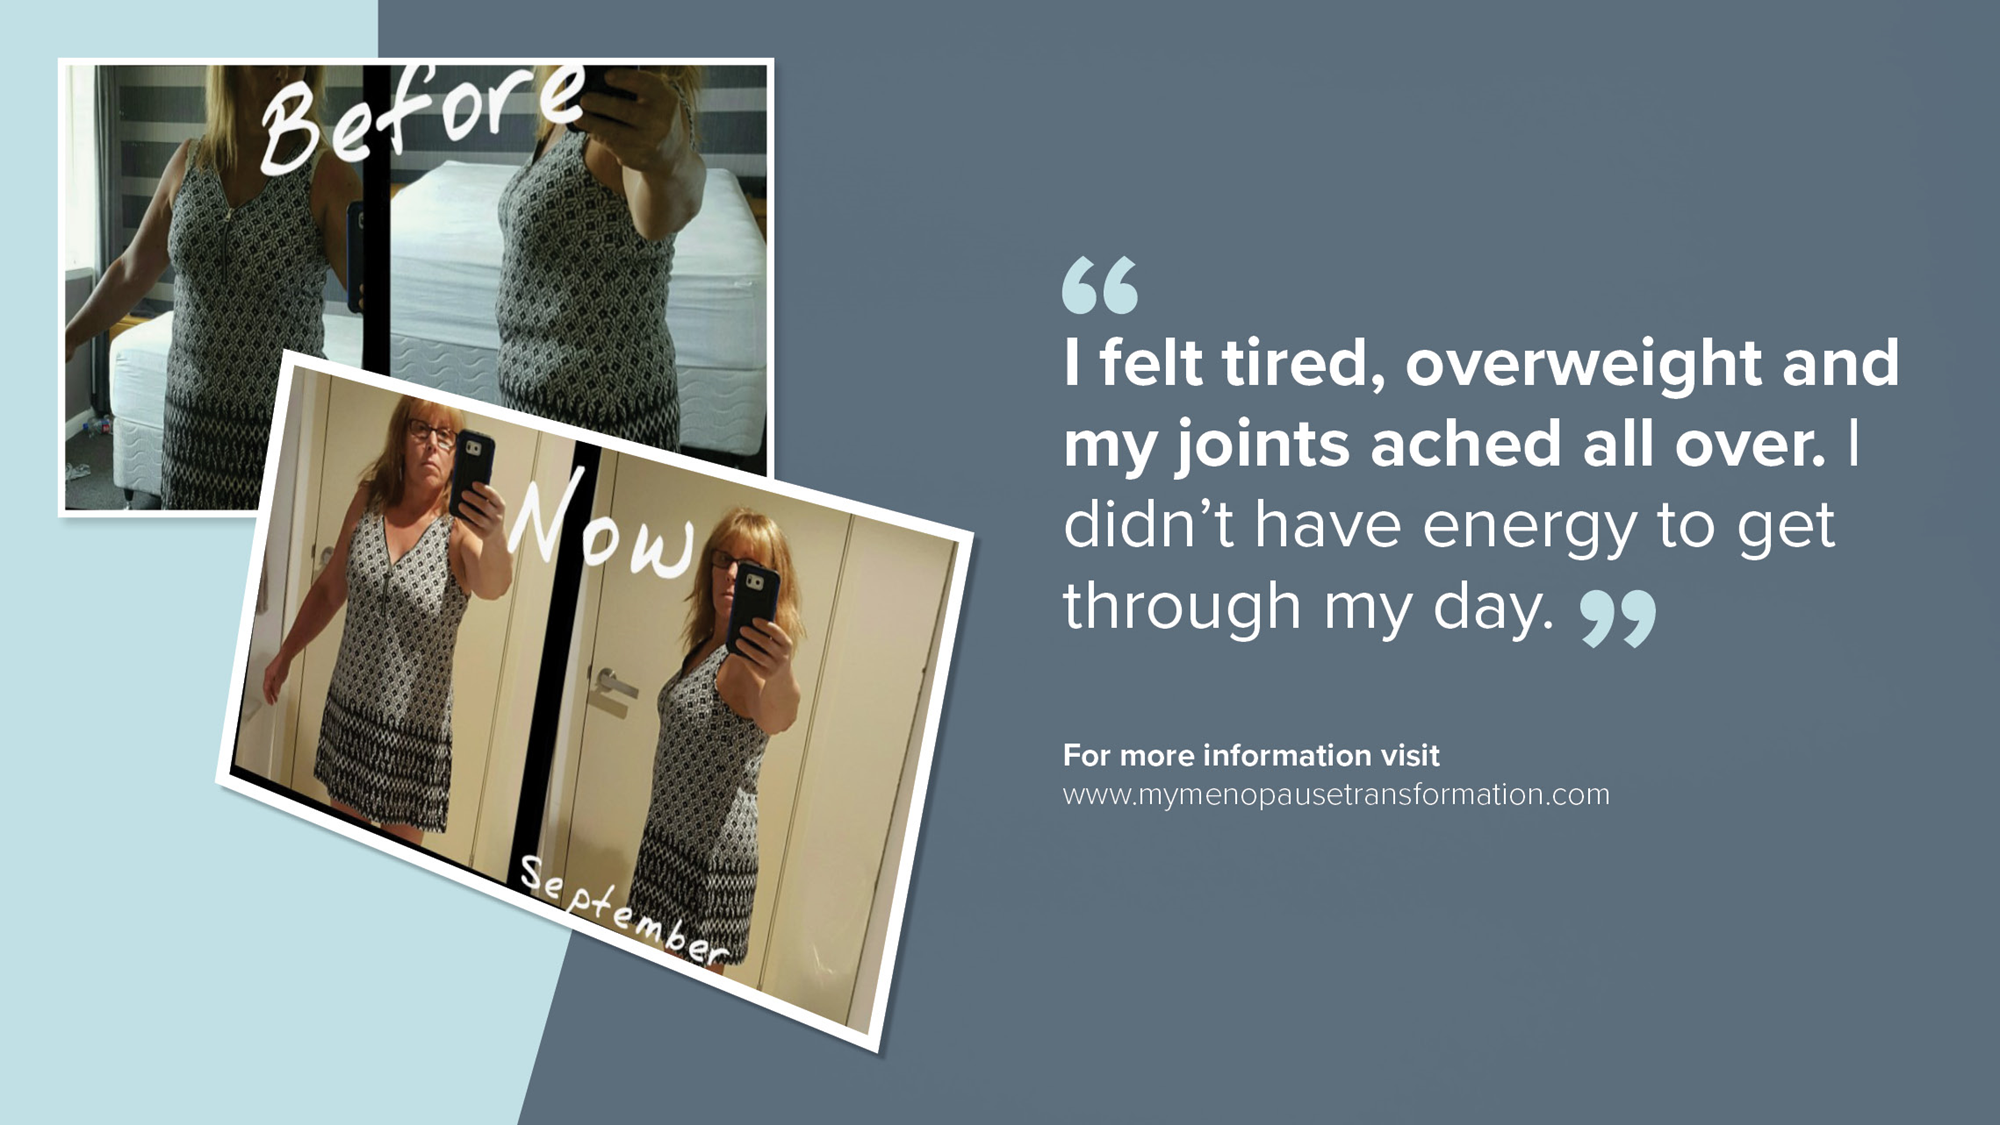 Before
Now
September
“
I felt tired, overweight and
my joints ached all over. I
didn’t have energy to get
through my day. ”
For more information visit
www.mymenopausetransformation.com